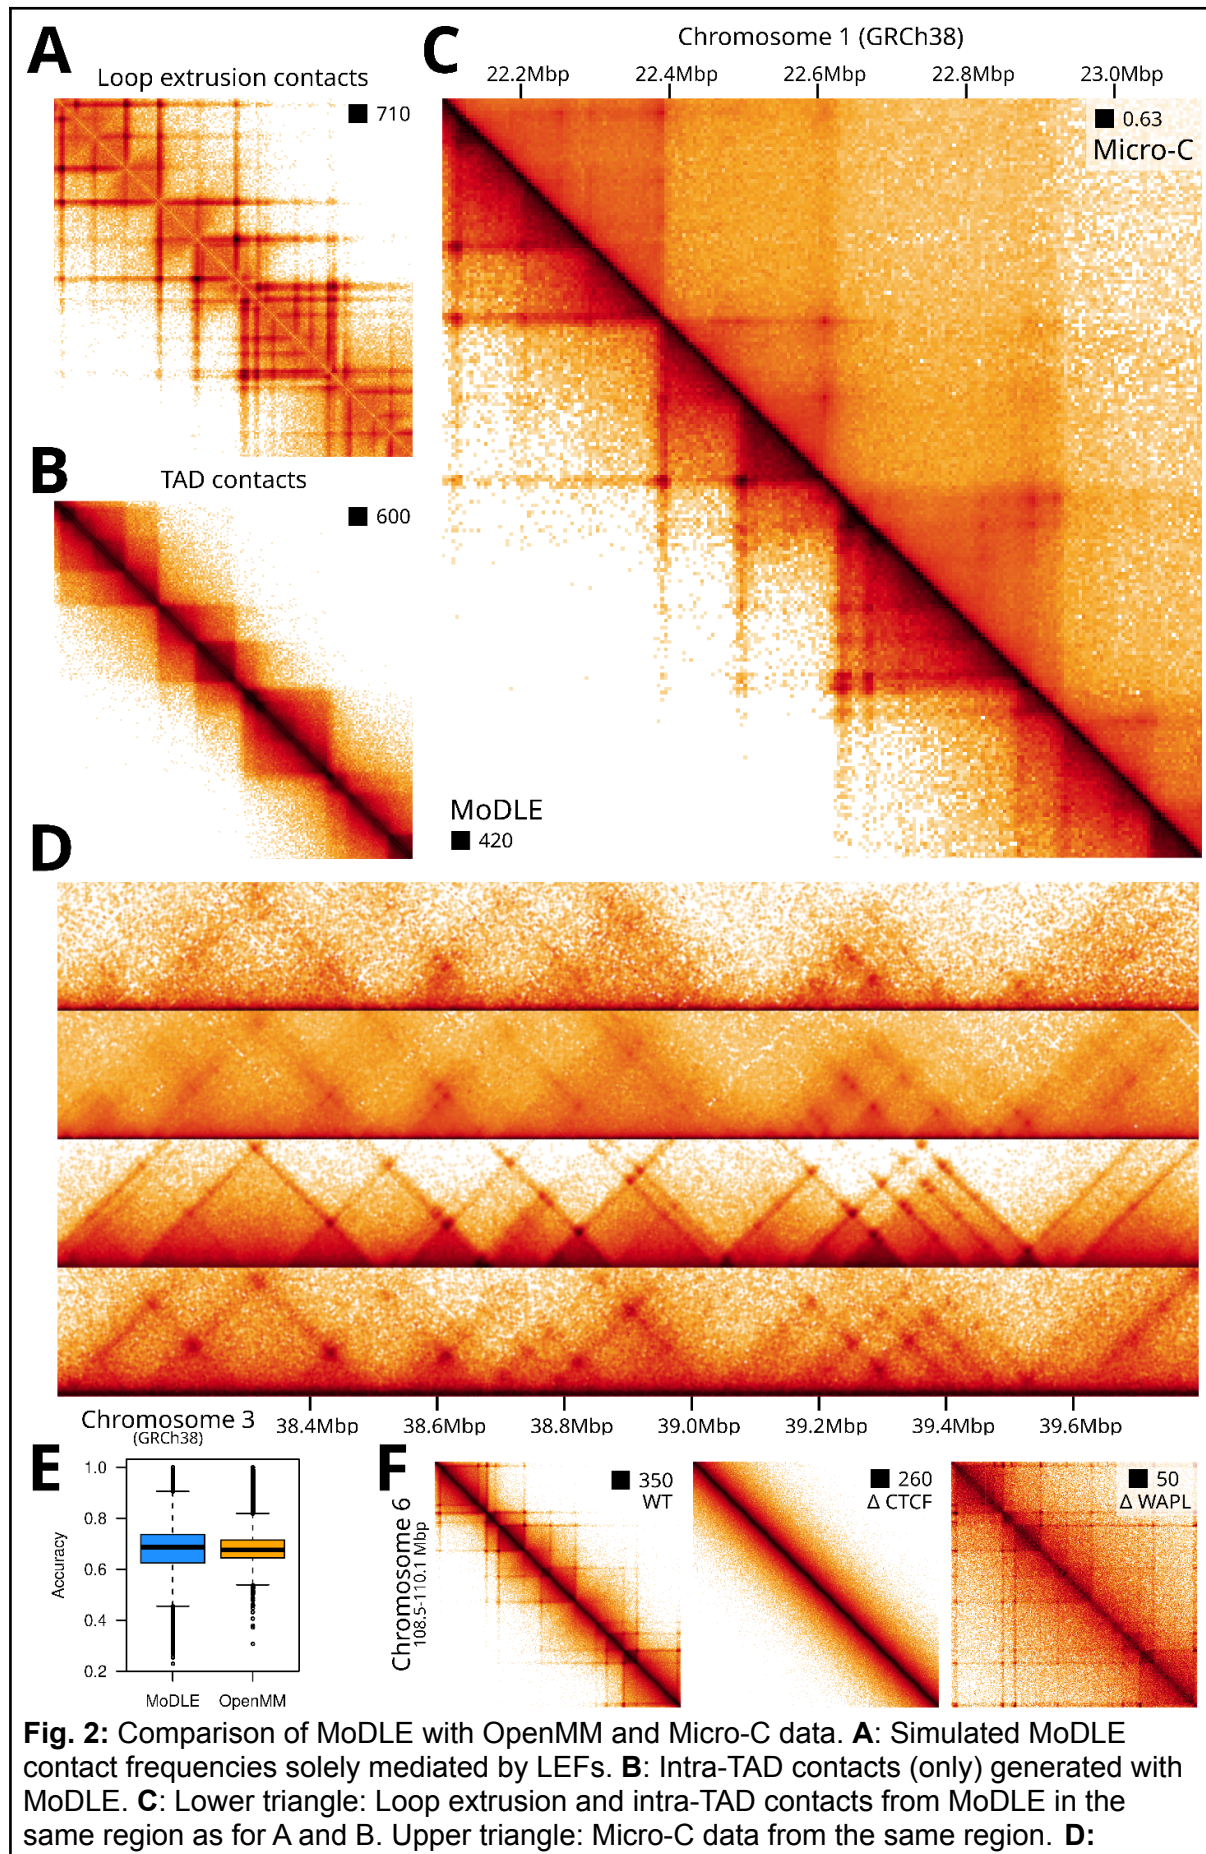 A
Loop extrusion contacts
710
B
TAD contacts
600
C
Chromosome 1 (GRCh38)
22.2Mbp 22.4Mbp 22.6Mbp 22.8Mbp 23.0Mbp
0.63
Micro-C
MoDLE
420
D
Chromosome 3
(GRCh38)
38.4Mbp 38.6Mbp 38.8Mbp 39.0Mbp 39.2Mbp 39.4Mbp 39.6Mbp
E
Accuracy
1.0
0.8
0.6
0.4
0.2
MoDLE OpenMM
F
Chromosome 6
108.5-110.1 Mbp
350
WT
260
Δ CTCF
50
Δ WAPL
Fig. 2: Comparison of MoDLE with OpenMM and Micro-C data. A: Simulated MoDLE
contact frequencies solely mediated by LEFs. B: Intra-TAD contacts (only) generated with
MoDLE. C: Lower triangle: Loop extrusion and intra-TAD contacts from MoDLE in the
same region as for A and B. Upper triangle: Micro-C data from the same region. D: